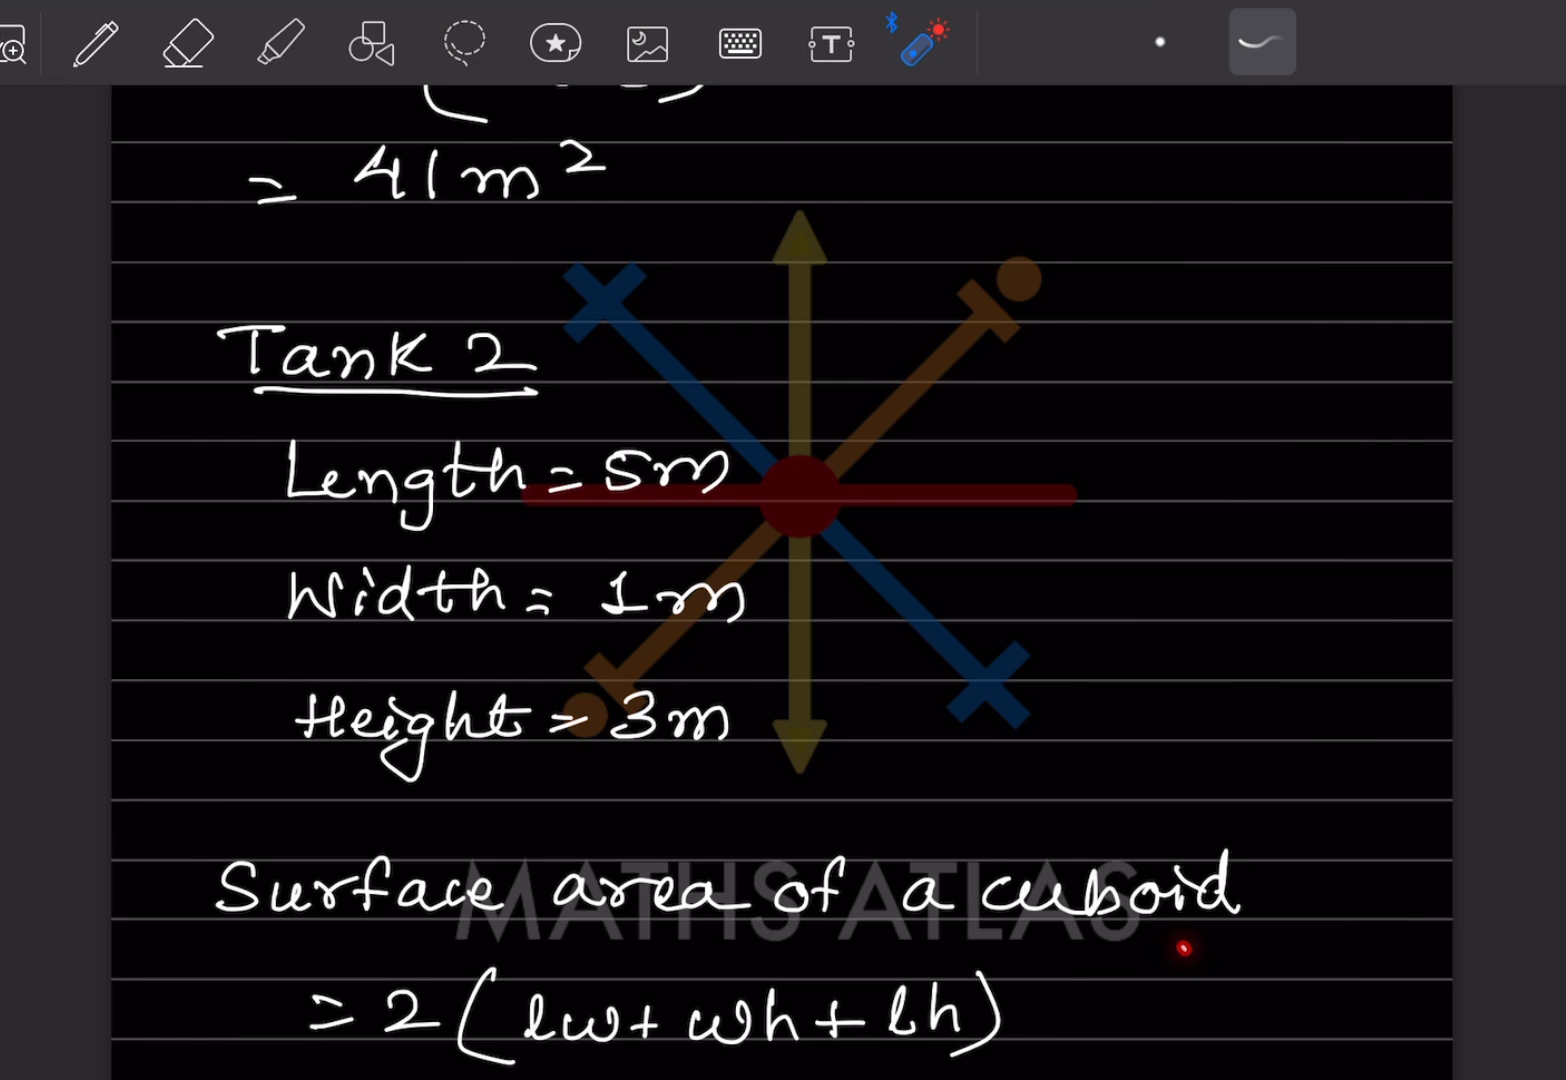 = 41m²
Tank 2
Length = 5m
Width = 1m
Height = 3m
Surface area of a cuboid
MATHS ATLAS
= 2(lw + wh + lh)